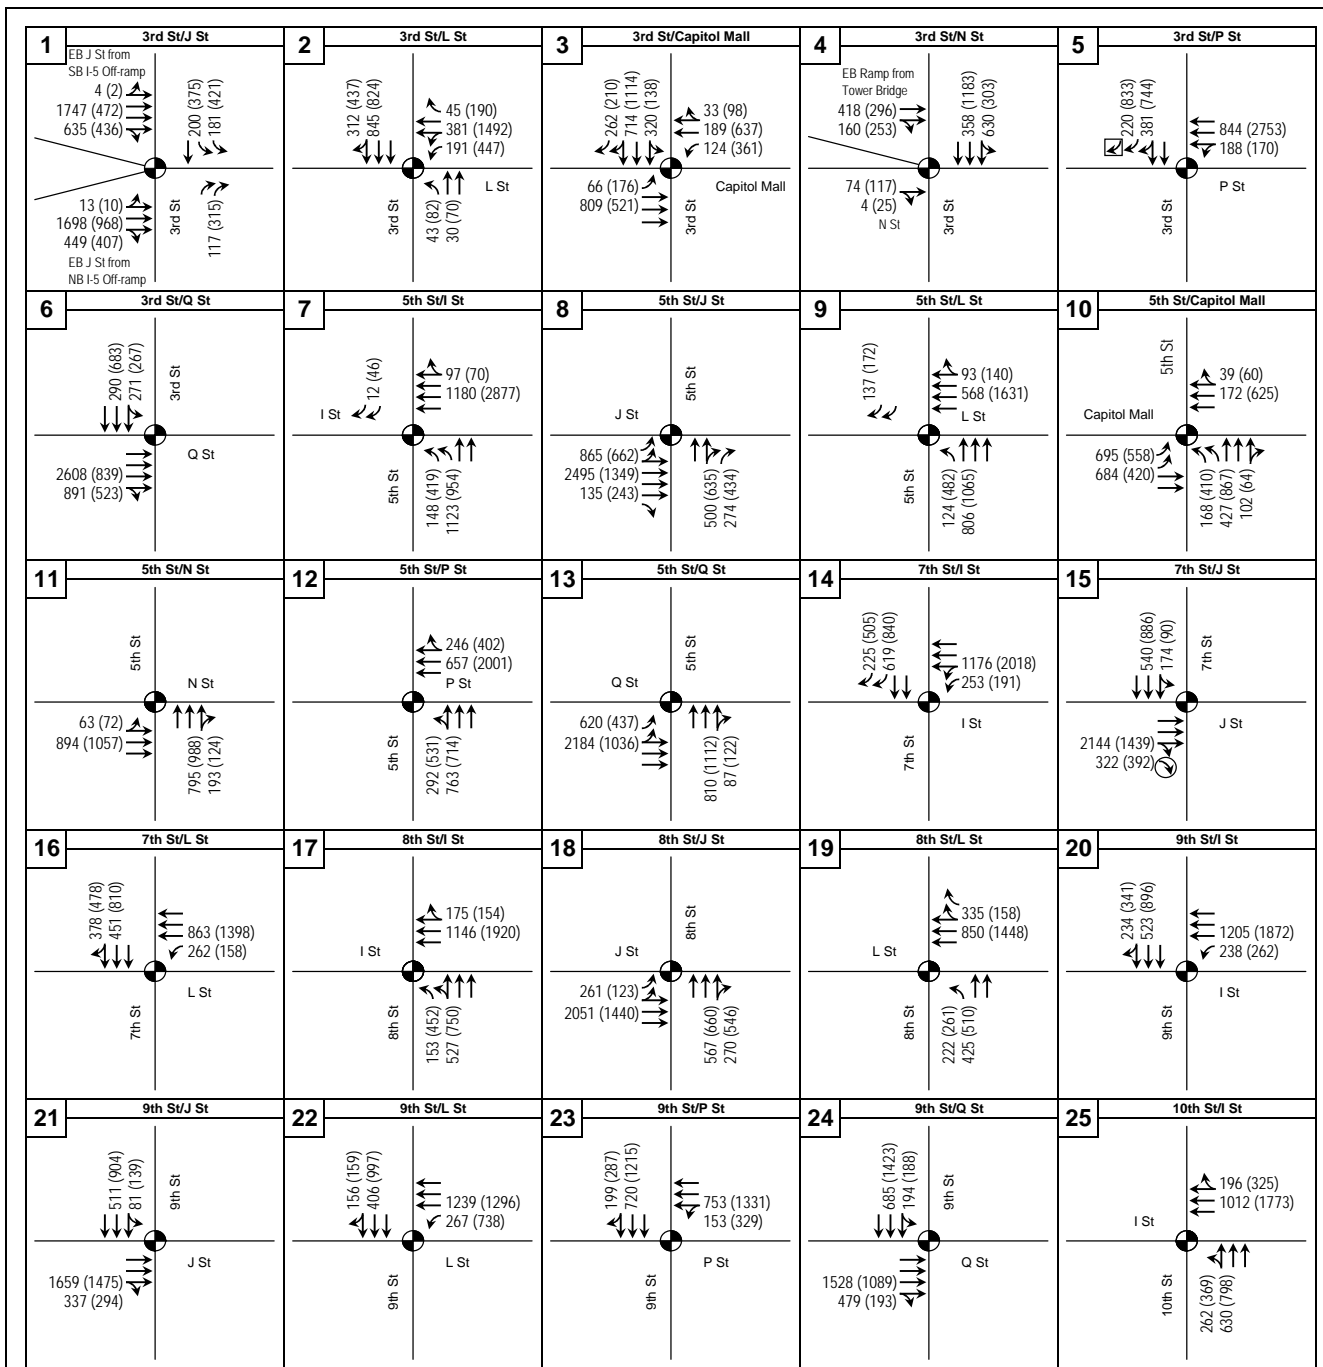 1
3rd St/J St
EB J St from
SB I-5 Off-ramp
4 (2)
1747 (472)
635 (436)
200 (375)
181 (421)
13 (10)
1698 (968)
449 (407)
3rd St
117 (315)
EB J St from
NB I-5 Off-ramp
2
3rd St/L St
312 (437)
845 (824)
45 (190)
381 (1492)
191 (447)
L St
3rd St
43 (82)
30 (70)
3
3rd St/Capitol Mall
262 (210)
714 (1114)
320 (138)
33 (98)
189 (637)
124 (361)
66 (176)
809 (521)
Capitol Mall
3rd St
4
3rd St/N St
EB Ramp from
Tower Bridge
418 (296)
160 (253)
358 (1183)
630 (303)
74 (117)
4 (25)
N St
3rd St
5
3rd St/P St
220 (833)
381 (744)
844 (2753)
188 (170)
P St
3rd St
6
3rd St/Q St
290 (683)
271 (267)
3rd St
Q St
2608 (839)
891 (523)
7
5th St/I St
12 (46)
97 (70)
1180 (2877)
I St
5th St
148 (419)
1123 (954)
8
5th St/J St
5th St
J St
865 (662)
2495 (1349)
135 (243)
500 (635)
274 (434)
9
5th St/L St
137 (172)
93 (140)
568 (1631)
L St
5th St
124 (482)
806 (1065)
10
5th St/Capitol Mall
5th St
39 (60)
172 (625)
Capitol Mall
695 (558)
684 (420)
168 (410)
427 (867)
102 (64)
11
5th St/N St
5th St
N St
63 (72)
894 (1057)
795 (988)
193 (124)
12
5th St/P St
246 (402)
657 (2001)
P St
5th St
292 (531)
763 (714)
13
5th St/Q St
5th St
Q St
620 (437)
2184 (1036)
810 (1112)
87 (122)
14
7th St/I St
225 (505)
619 (840)
1176 (2018)
253 (191)
I St
7th St
15
7th St/J St
540 (886)
174 (90)
7th St
J St
2144 (1439)
322 (392)
16
7th St/L St
378 (478)
451 (810)
863 (1398)
262 (158)
L St
7th St
17
8th St/I St
175 (154)
1146 (1920)
I St
8th St
153 (452)
527 (750)
18
8th St/J St
8th St
J St
261 (123)
2051 (1440)
567 (660)
270 (546)
19
8th St/L St
335 (158)
850 (1448)
L St
8th St
222 (261)
425 (510)
20
9th St/I St
234 (341)
523 (896)
1205 (1872)
238 (262)
I St
9th St
21
9th St/J St
511 (904)
81 (139)
9th St
J St
1659 (1475)
337 (294)
22
9th St/L St
156 (159)
406 (997)
1239 (1296)
267 (738)
L St
9th St
23
9th St/P St
199 (287)
720 (1215)
753 (1331)
153 (329)
P St
9th St
24
9th St/Q St
685 (1423)
194 (188)
9th St
Q St
1528 (1089)
479 (193)
25
10th St/I St
196 (325)
1012 (1773)
I St
10th St
262 (369)
630 (798)